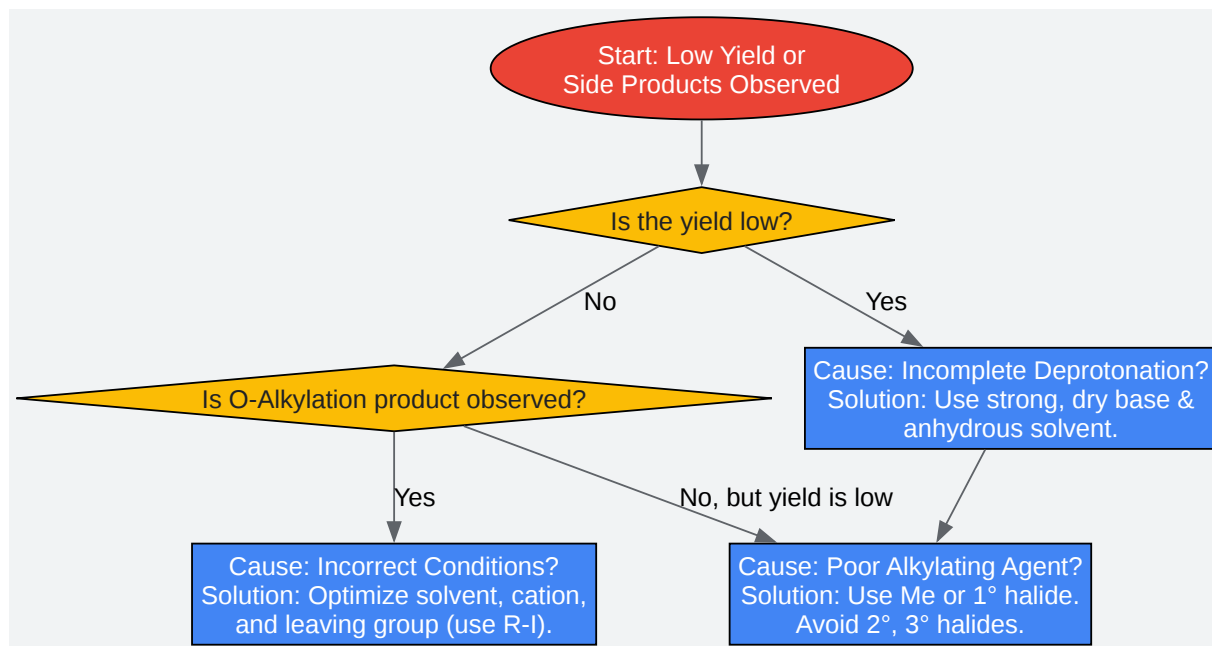 Start: Low Yield or
Side Products Observed
Is the yield low?
No
Yes
Is O-Alkylation product observed?
Cause: Incomplete Deprotonation?
Solution: Use strong, dry base &
anhydrous solvent.
Yes
No, but yield is low
Cause: Incorrect Conditions?
Solution: Optimize solvent, cation,
and leaving group (use R-I).
Cause: Poor Alkylating Agent?
Solution: Use Me or 1° halide.
Avoid 2°, 3° halides.